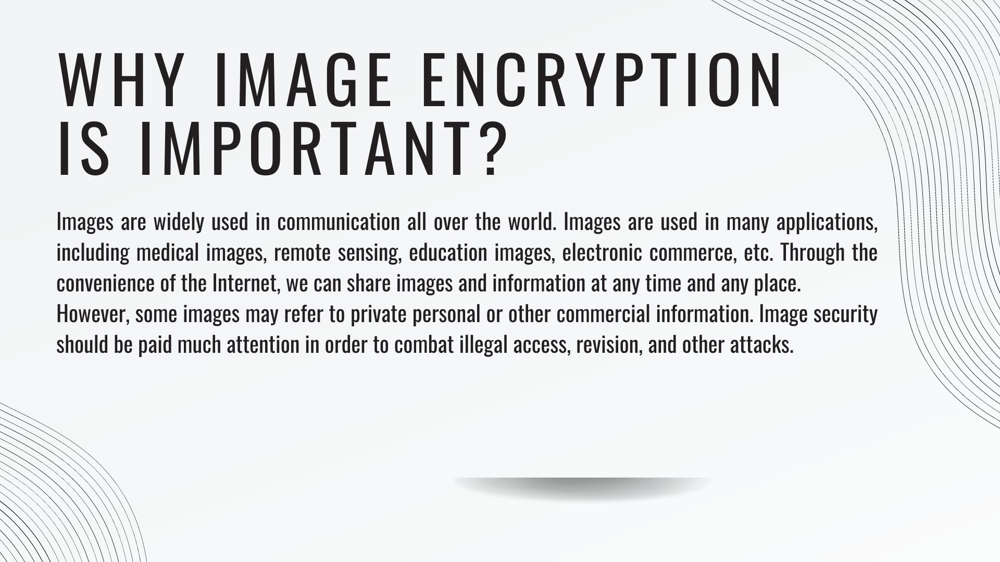 WHY IMAGE ENCRYPTION
IS IMPORTANT?
Images are widely used in communication all over the world. Images are used in many applications,
including medical images, remote sensing, education images, electronic commerce, etc. Through the
convenience of the Internet, we can share images and information at any time and any place.
However, some images may refer to private personal or other commercial information. Image security
should be paid much attention in order to combat illegal access, revision, and other attacks.